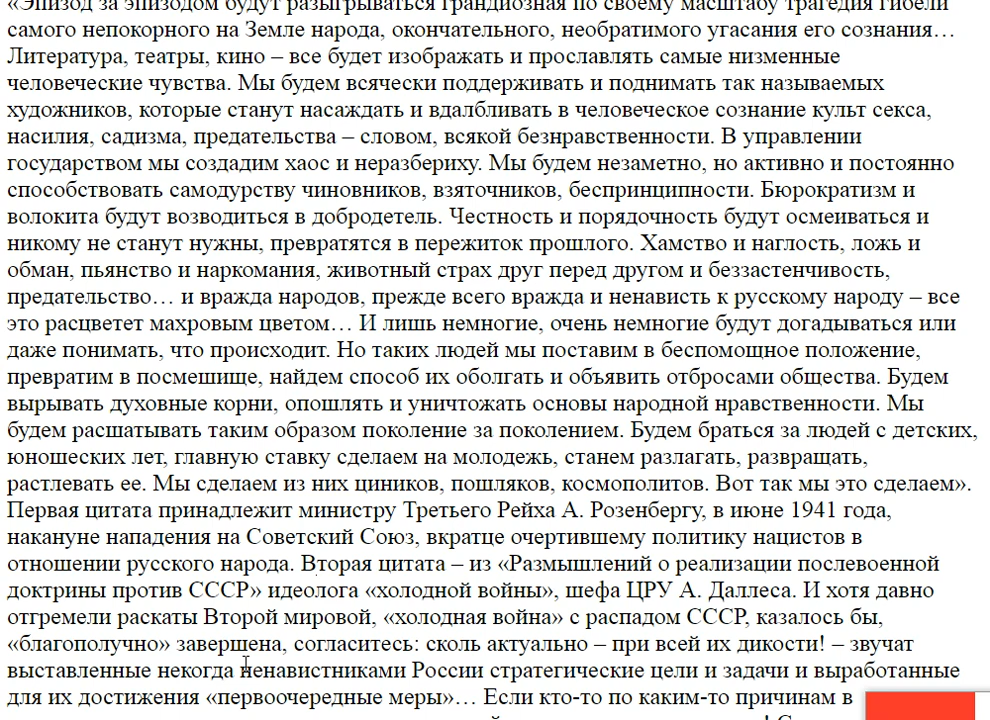 «Эпизод за эпизодом будут разыгрываться грандиозная по своему масштабу трагедия гибели
самого непокорного на Земле народа, окончательного, необратимого угасания его сознания…
Литература, театры, кино – все будет изображать и прославлять самые низменные
человеческие чувства. Мы будем всячески поддерживать и поднимать так называемых
художников, которые станут насаждать и вдалбливать в человеческое сознание культ секса,
насилия, садизма, предательства – словом, всякой безнравственности. В управлении
государством мы создадим хаос и неразбериху. Мы будем незаметно, но активно и постоянно
способствовать самодурству чиновников, взяточников, беспринципности. Бюрократизм и
волокита будут возводиться в добродетель. Честность и порядочность будут осмеиваться и
никому не станут нужны, превратятся в пережиток прошлого. Хамство и наглость, ложь и
обман, пьянство и наркомания, животный страх друг перед другом и беззастенчивость,
предательство… и вражда народов, прежде всего вражда и ненависть к русскому народу – все
это расцветет махровым цветом… И лишь немногие, очень немногие будут догадываться или
даже понимать, что происходит. Но таких людей мы поставим в беспомощное положение,
превратим в посмешище, найдем способ их оболгать и объявить отбросами общества. Будем
вырывать духовные корни, опошлять и уничтожать основы народной нравственности. Мы
будем расшатывать таким образом поколение за поколением. Будем браться за людей с детских,
юношеских лет, главную ставку сделаем на молодежь, станем разлагать, развращать,
растлевать ее. Мы сделаем из них циников, пошляков, космополитов. Вот так мы это сделаем».
Первая цитата принадлежит министру Третьего Рейха А. Розенбергу, в июне 1941 года,
накануне нападения на Советский Союз, вкратце очертившему политику нацистов в
отношении русского народа. Вторая цитата – из «Размышлений о реализации послевоенной
доктрины против СССР» идеолога «холодной войны», шефа ЦРУ А. Даллеса. И хотя давно
отгремели раскаты Второй мировой, «холодная война» с распадом СССР, казалось бы,
«благополучно» завершена, согласитесь: сколь актуально – при всей их дикости! – звучат
выставленные некогда ненавистниками России стратегические цели и задачи и выработанные
для их достижения «первоочередные меры»… Если кто-то по каким-то причинам в